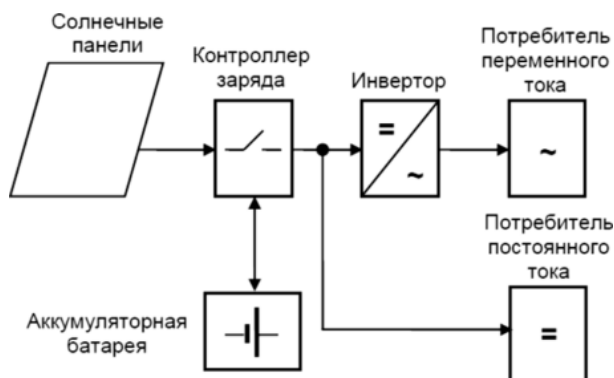 Солнечные
панели
Контроллер
заряда
Инвертор
=
~
Потребитель
переменного
тока
~
Аккумуляторная
батарея
Потребитель
постоянного
тока
=